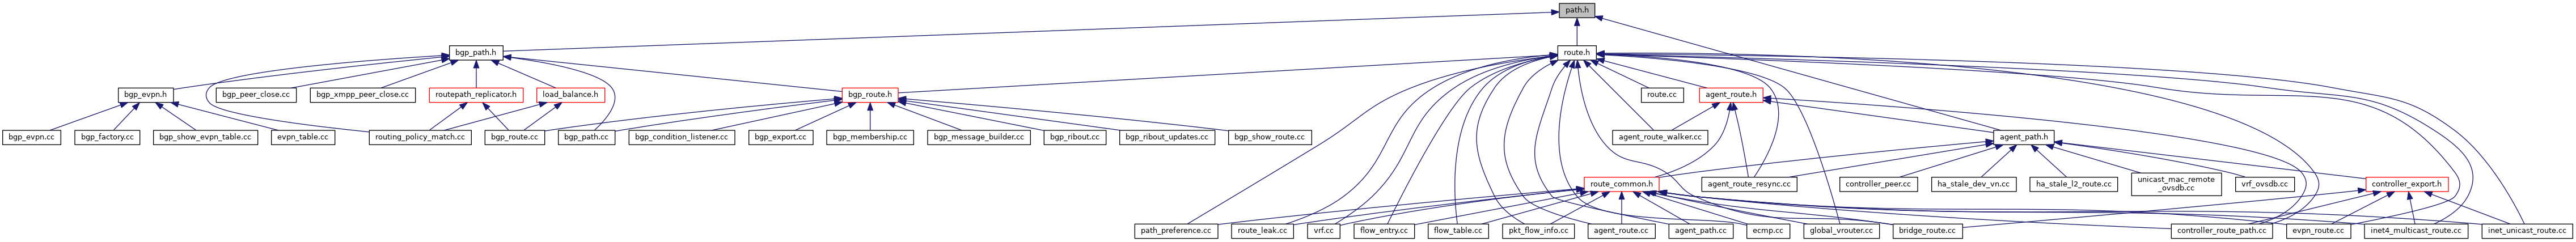 path.h
bgp_path.h
route.h
bgp_evpn.h
bgp_peer_close.cc
bgp_xmpp_peer_close.cc
routepath_replicator.h
load_balance.h
bgp_route.h
route.cc
agent_route.h
bgp_evpn.cc
bgp_factory.cc
bgp_show_evpn_table.cc
evpn_table.cc
routing_policy_match.cc
bgp_route.cc
bgp_path.cc
bgp_condition_listener.cc
bgp_export.cc
bgp_membership.cc
bgp_message_builder.cc
bgp_ribout.cc
bgp_ribout_updates.cc
bgp_show_route.cc
agent_route_walker.cc
agent_path.h
route_common.h
agent_route_resync.cc
controller_peer.cc
ha_stale_dev_vn.cc
ha_stale_l2_route.cc
unicast_mac_remote
_ovsdb.cc
vrf_ovsdb.cc
controller_export.h
path_preference.cc
route_leak.cc
vrf.cc
flow_entry.cc
flow_table.cc
pkt_flow_info.cc
agent_route.cc
agent_path.cc
ecmp.cc
global_vrouter.cc
bridge_route.cc
controller_route_path.cc
evpn_route.cc
inet4_multicast_route.cc
inet_unicast_route.cc